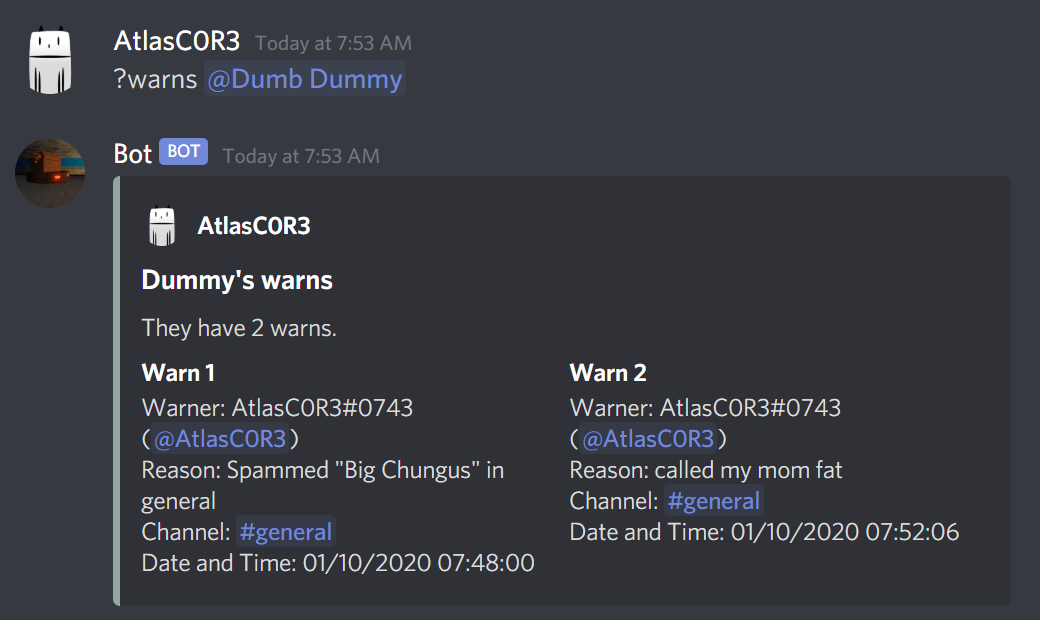 AtlasC0R3 Today at 7:53 AM
?warns @Dumb Dummy
Bot BOT Today at 7:53 AM
AtlasC0R3
Dummy's warns
They have 2 warns.
Warn 1
Warner: AtlasC0R3#0743
(@AtlasC0R3)
Reason: Spammed "Big Chungus" in
general
Channel: #general
Date and Time: 01/10/2020 07:48:00
Warn 2
Warner: AtlasC0R3#0743
(@AtlasC0R3)
Reason: called my mom fat
Channel: #general
Date and Time: 01/10/2020 07:52:06